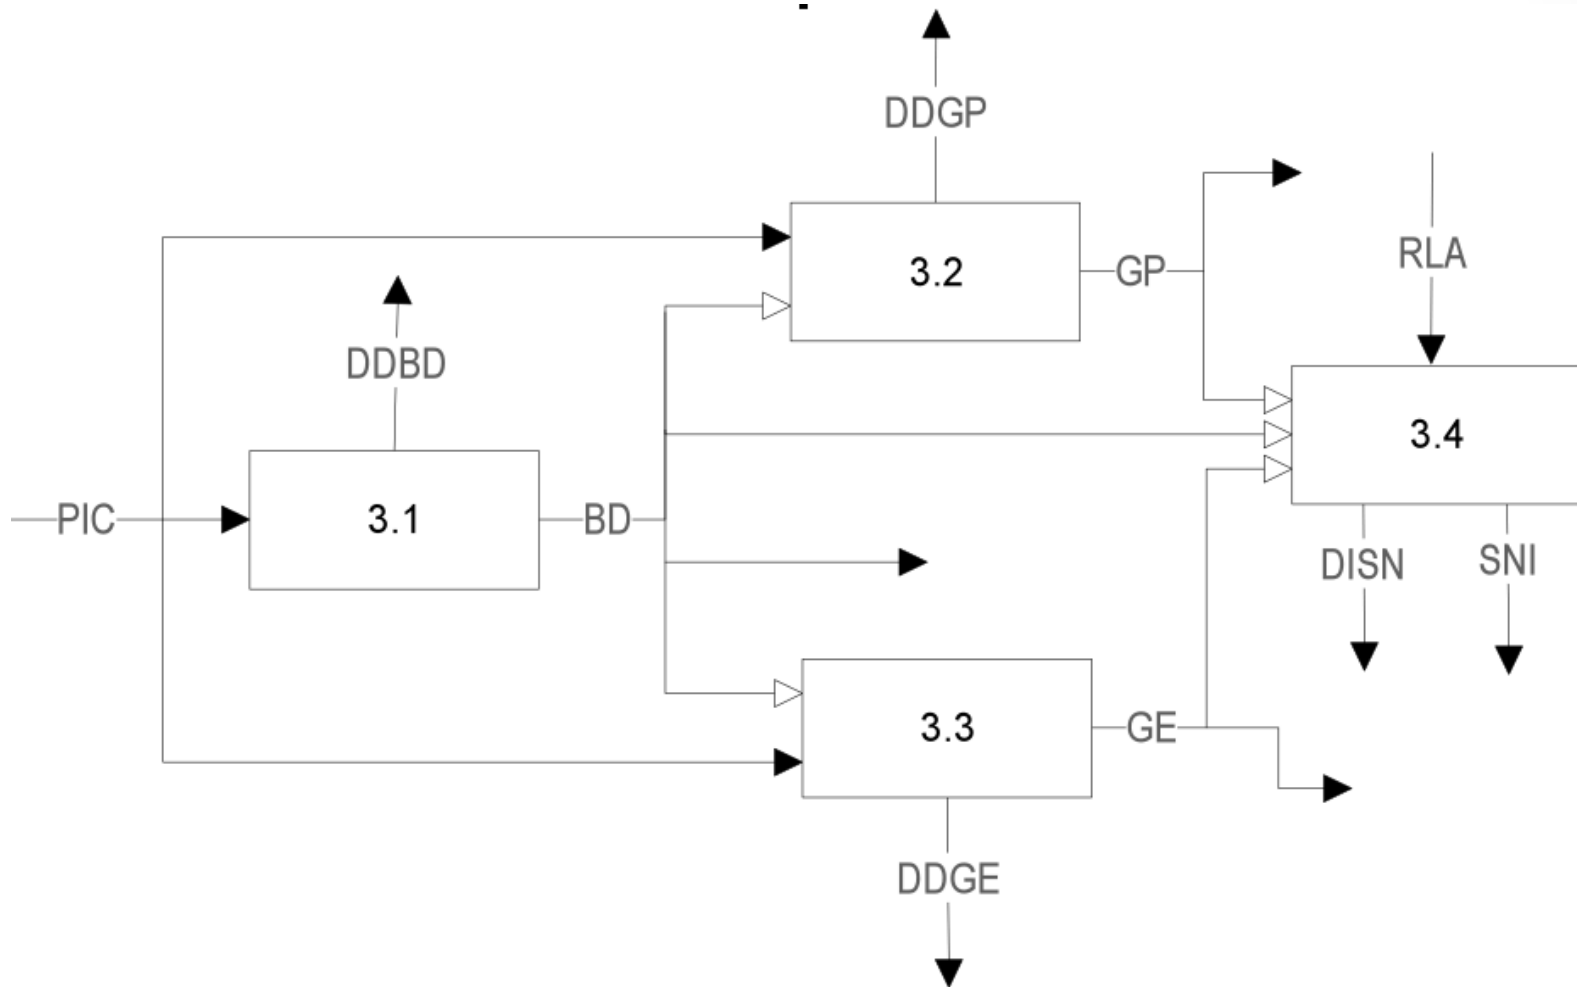 DDGP
RLA
3.2
GP
DDBD
3.4
PIC
3.1
BD
DISN
SNI
3.3
GE
DDGE